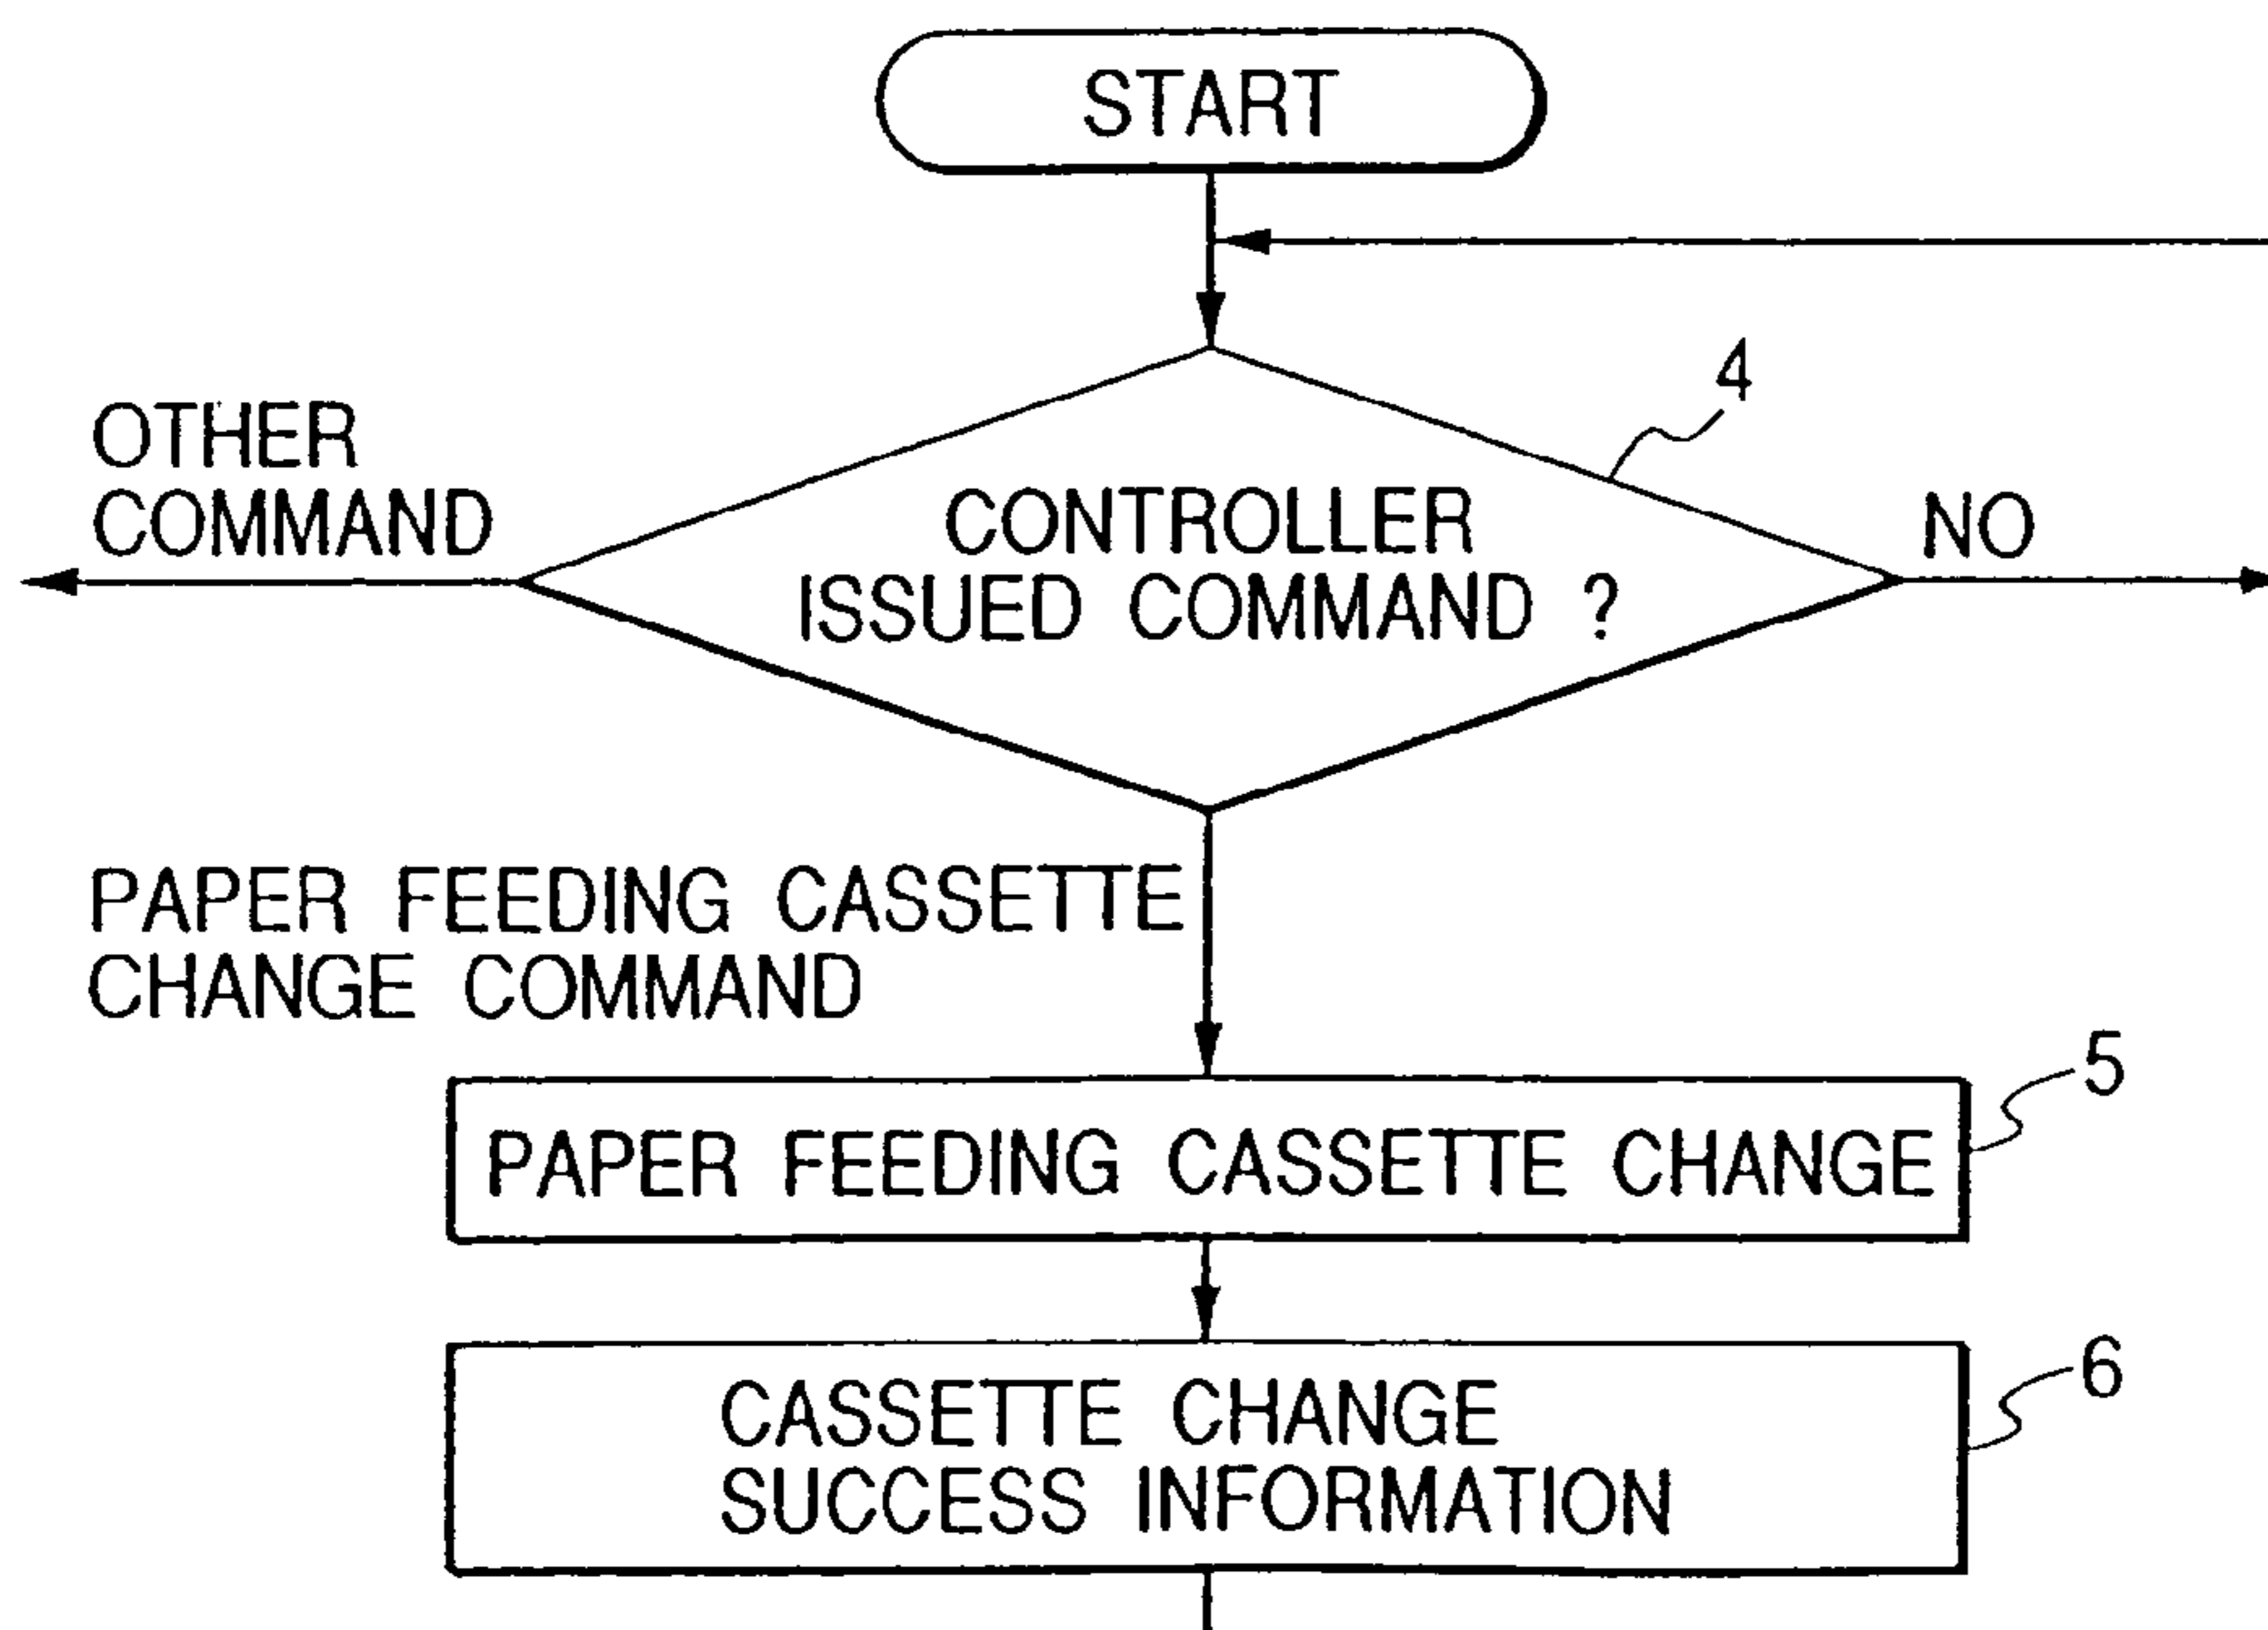 START
4
OTHER
COMMAND
CONTROLLER
ISSUED COMMAND ?
NO
PAPER FEEDING CASSETTE
CHANGE COMMAND
5
PAPER FEEDING CASSETTE CHANGE
6
CASSETTE CHANGE
SUCCESS INFORMATION